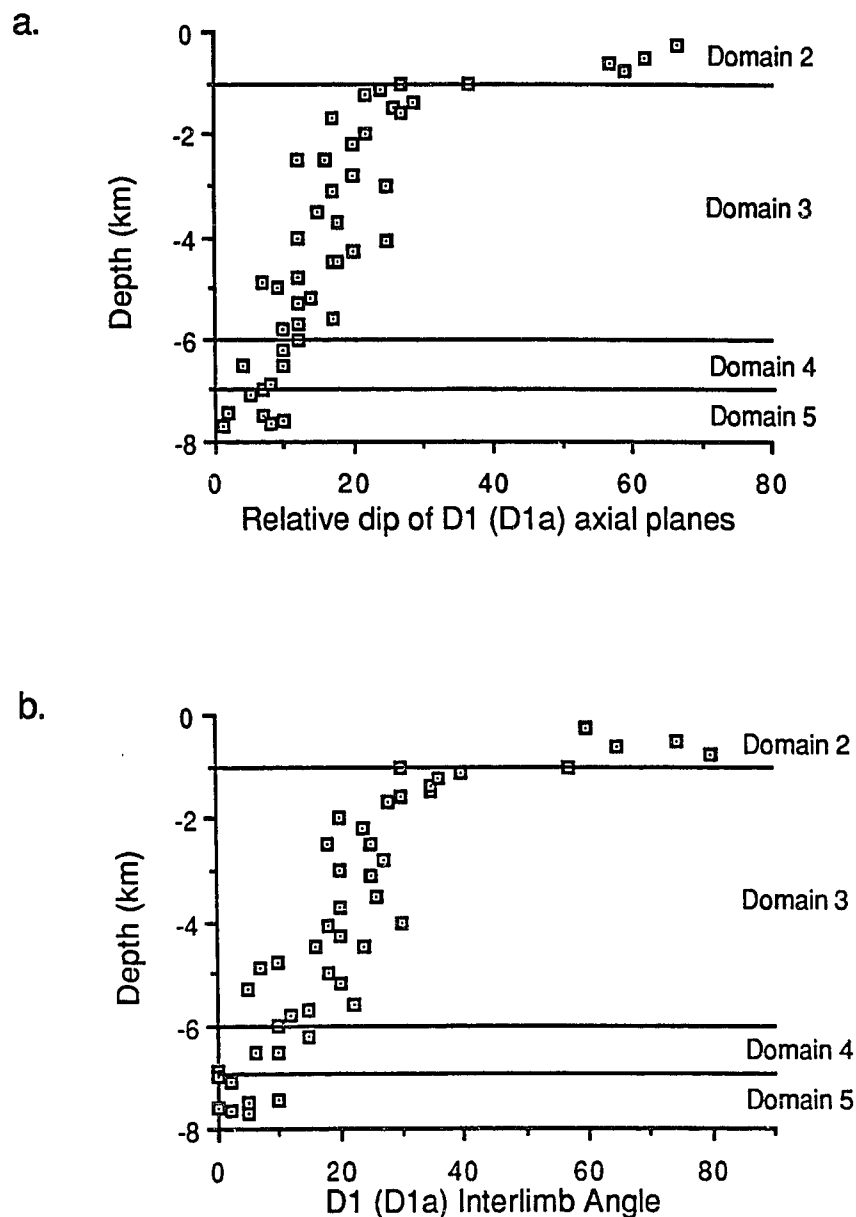 a.
0
-2
-4
-6
-8
Depth (km)
Domain 2
Domain 3
Domain 4
Domain 5
0 20 40 60 80
Relative dip of D1 (D1a) axial planes
b.
0
-2
-4
-6
-8
Depth (km)
Domain 2
Domain 3
Domain 4
Domain 5
0 20 40 60 80
D1 (D1a) Interlimb Angle